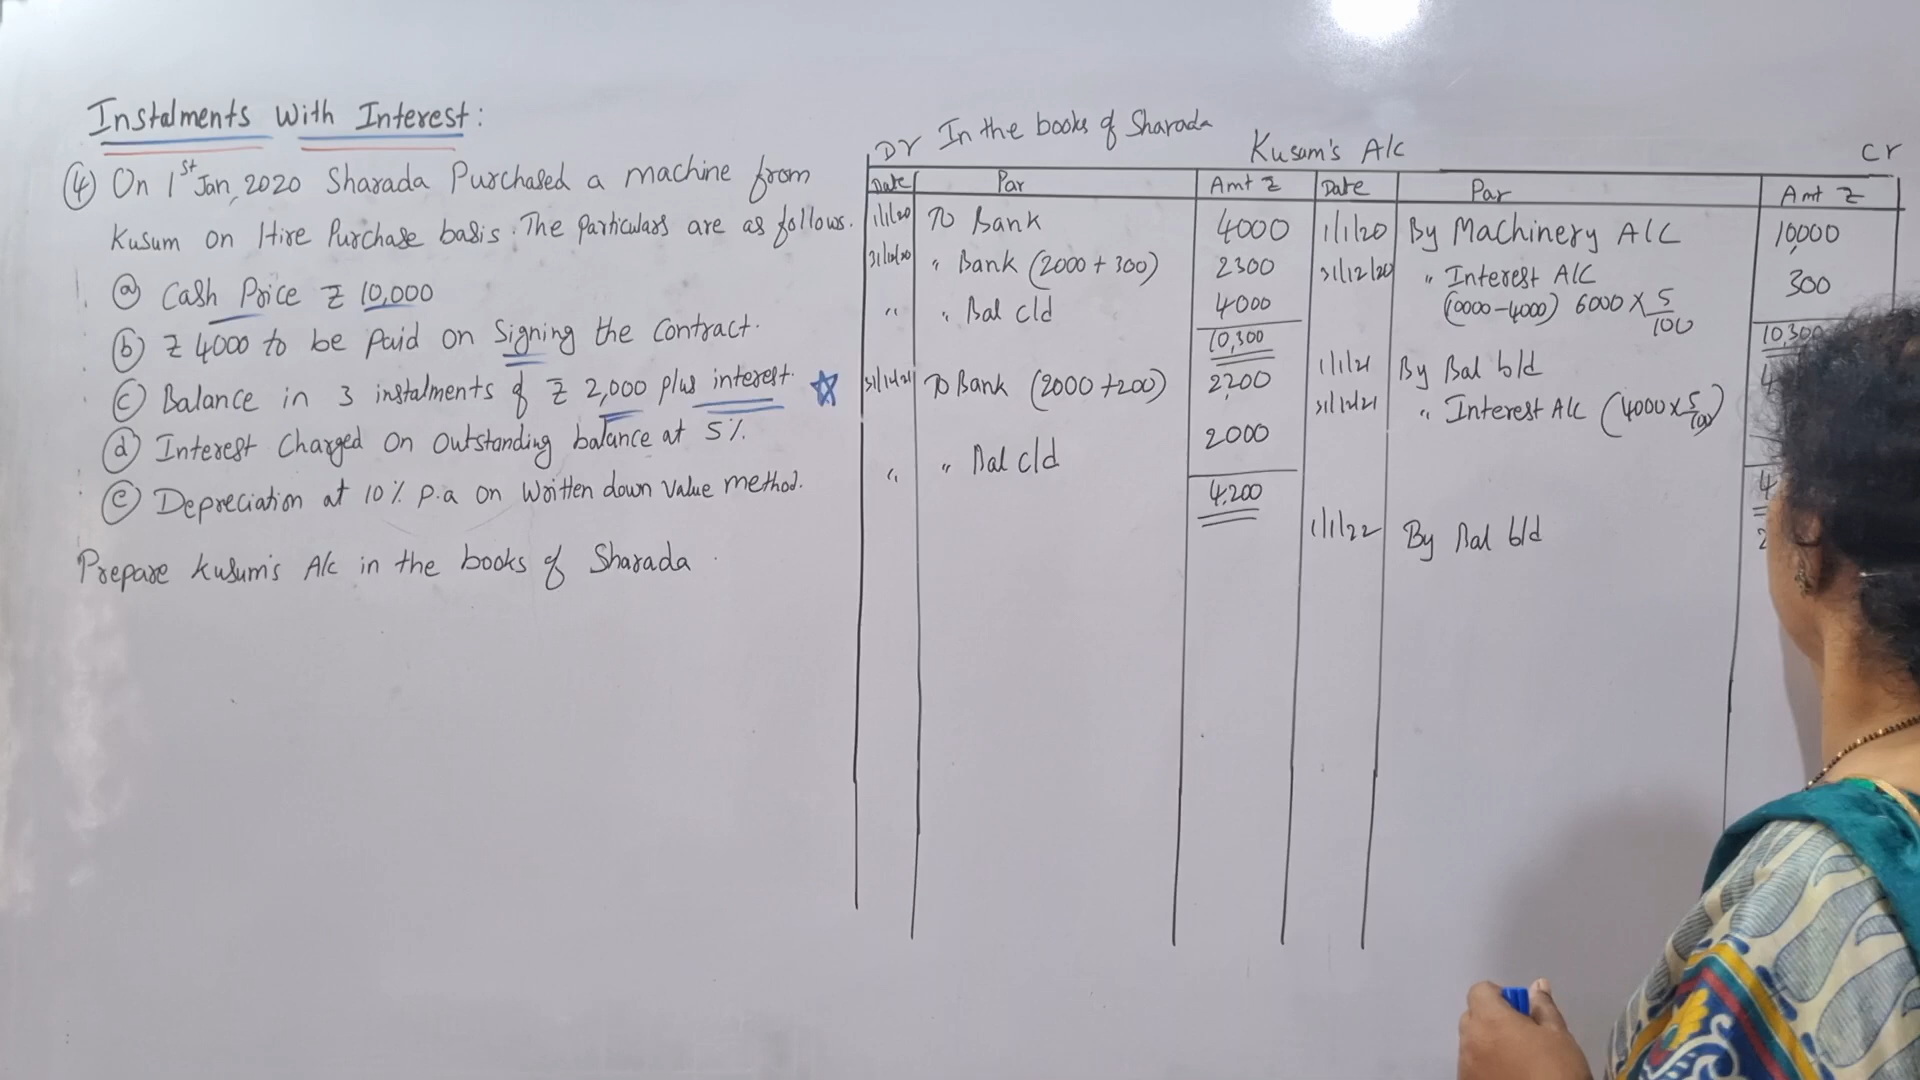 Instalments With Interest:
④ On 1st Jan, 2020 Sharada Purchased a machine from
Kusum on Hire Purchase basis. The Particulars are as follows.
ⓐ Cash Price ₹ 10,000
ⓑ ₹ 4000 to be paid on Signing the Contract.
ⓒ Balance in 3 instalments of ₹ 2,000 plus interest.
ⓓ Interest Charged on Outstanding balance at 5%.
ⓔ Depreciation at 10% p.a on Written down Value method.
Prepare Kusum's A/c in the books of Sharada.
In the books of Sharada
Dr Kusum's A/c Cr
Date Par Amt ₹ Date Par Amt ₹
1/1/20 To Bank 4000 1/1/20 By Machinery A/C 10,000
31/12/20 " Bank (2000 + 300) 2300 31/12/20 " Interest A/C 300
" " Bal c/d 4000 (10000-4000) 6000 × 5/100
10,300 10,300
1/1/21 By Bal b/d 4
31/12/21 To Bank (2000 + 200) 2,200 31/12/21 " Interest A/C (4000 × 5/100)
" " Bal c/d 2000
4,200 4
1/1/22 By Bal b/d 2